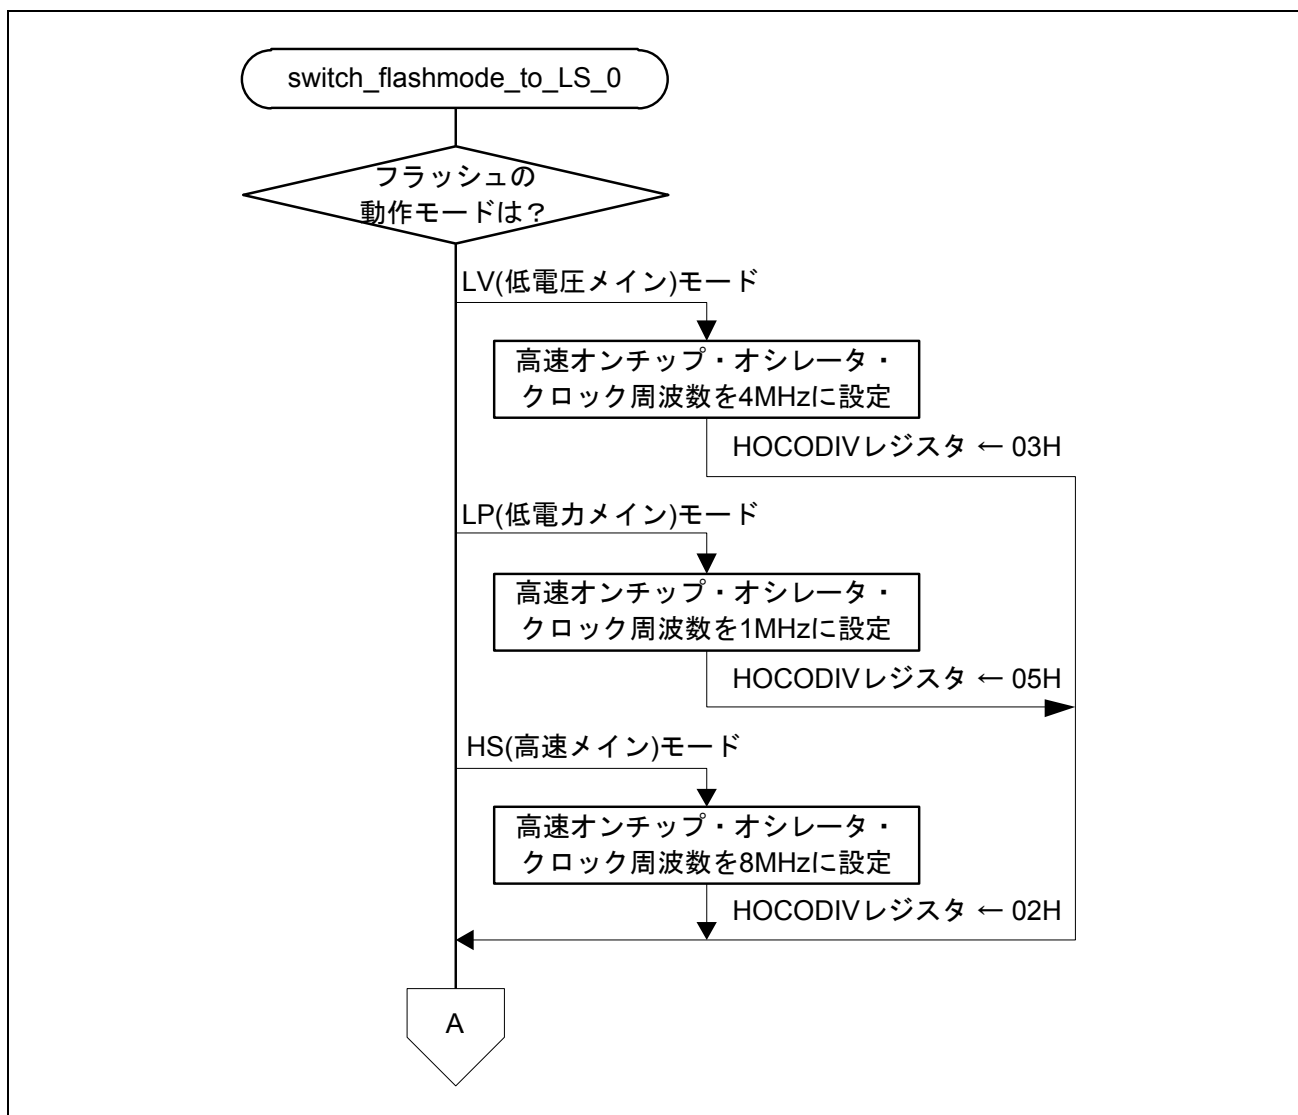 switch_flashmode_to_LS_0
フラッシュの
動作モードは？
LV(低電圧メイン)モード
高速オンチップ・オシレータ・
クロック周波数を4MHzに設定
HOCODIVレジスタ ← 03H
LP(低電力メイン)モード
高速オンチップ・オシレータ・
クロック周波数を1MHzに設定
HOCODIVレジスタ ← 05H
HS(高速メイン)モード
高速オンチップ・オシレータ・
クロック周波数を8MHzに設定
HOCODIVレジスタ ← 02H
A